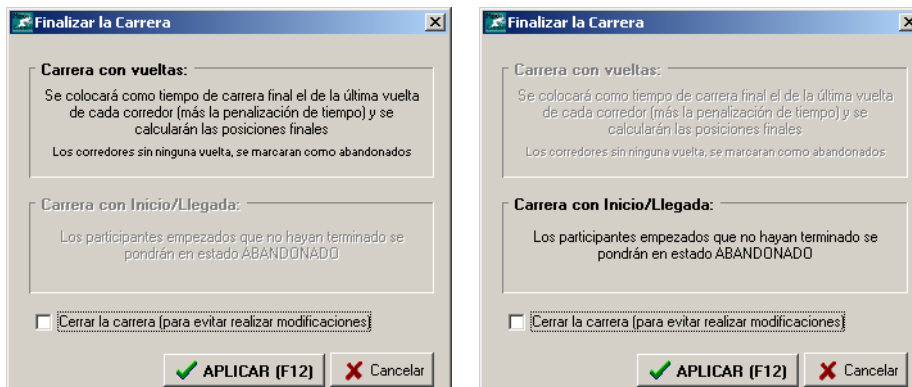 Finalizar la Carrera
Carrera con vueltas:
Se colocará como tiempo de carrera final el de la última vuelta
de cada corredor (más la penalización de tiempo) y se
calcularán las posiciones finales
Los corredores sin ninguna vuelta, se marcaran como abandonados
Carrera con Inicio/Llegada:
Los participantes empezados que no hayan terminado se
pondrán en estado ABANDONADO
Cerrar la carrera (para evitar realizar modificaciones)
APLICAR (F12)
Cancelar
Finalizar la Carrera
Carrera con vueltas:
Se colocará como tiempo de carrera final el de la última vuelta
de cada corredor (más la penalización de tiempo) y se
calcularán las posiciones finales
Los corredores sin ninguna vuelta, se marcaran como abandonados
Carrera con Inicio/Llegada:
Los participantes empezados que no hayan terminado se
pondrán en estado ABANDONADO
Cerrar la carrera (para evitar realizar modificaciones)
APLICAR (F12)
Cancelar